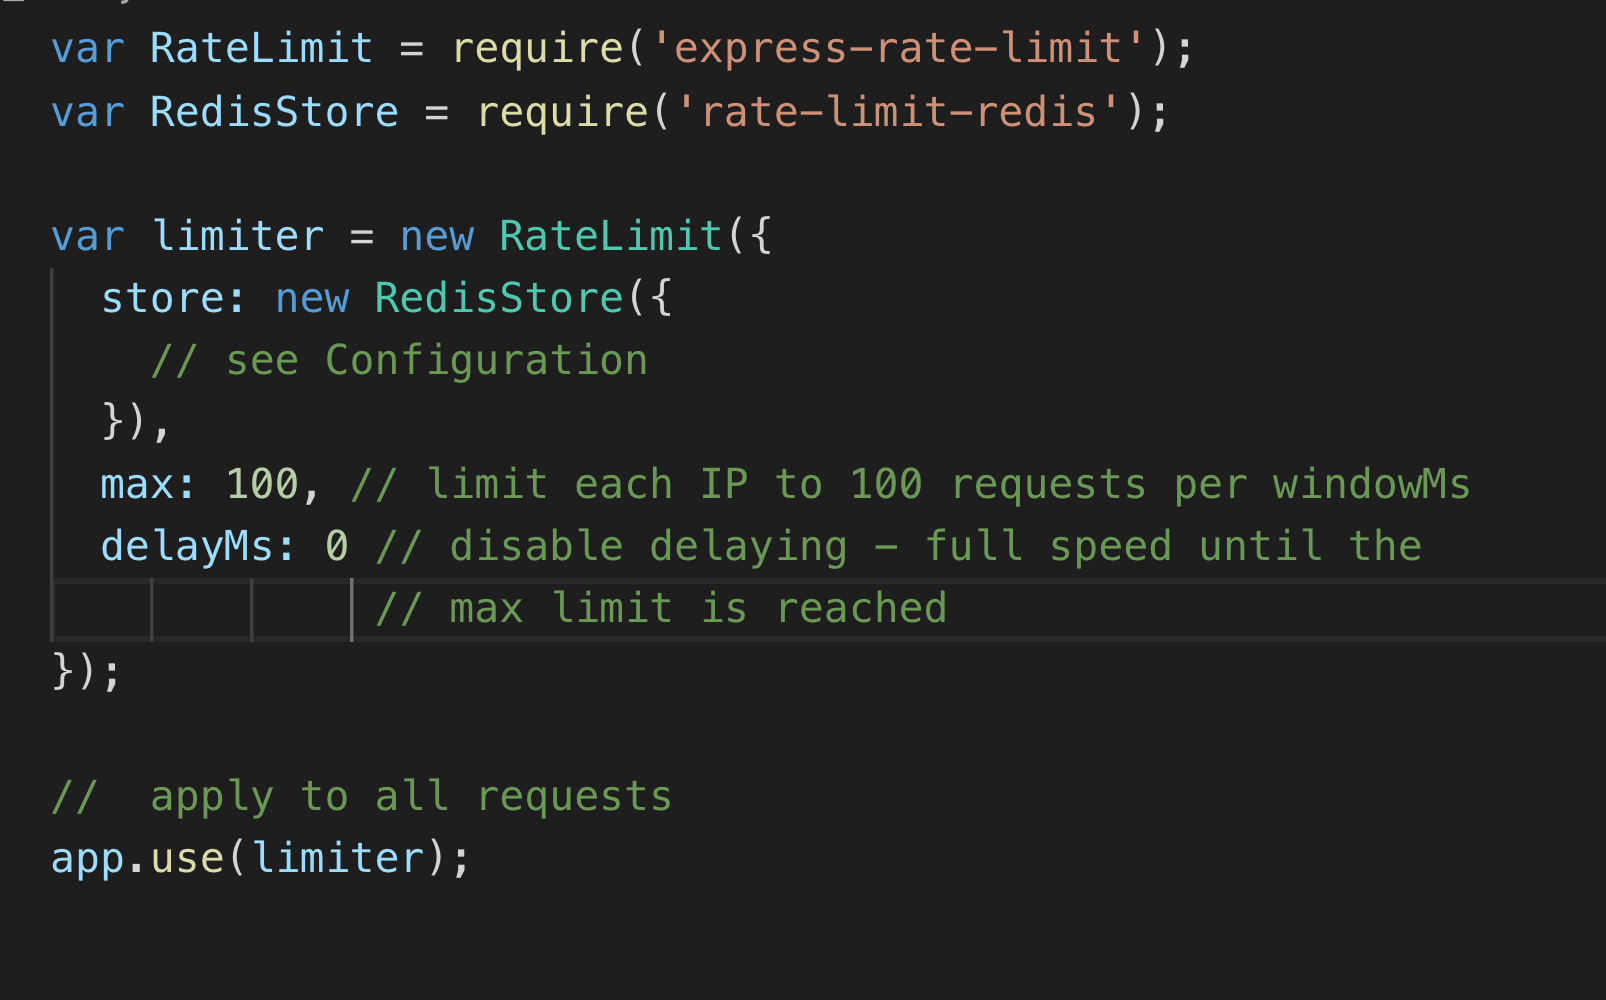 var RateLimit = require('express-rate-limit');
var RedisStore = require('rate-limit-redis');

var limiter = new RateLimit({
  store: new RedisStore({
    // see Configuration
  }),
  max: 100, // limit each IP to 100 requests per windowMs
  delayMs: 0 // disable delaying - full speed until the
             // max limit is reached
});

//  apply to all requests
app.use(limiter);